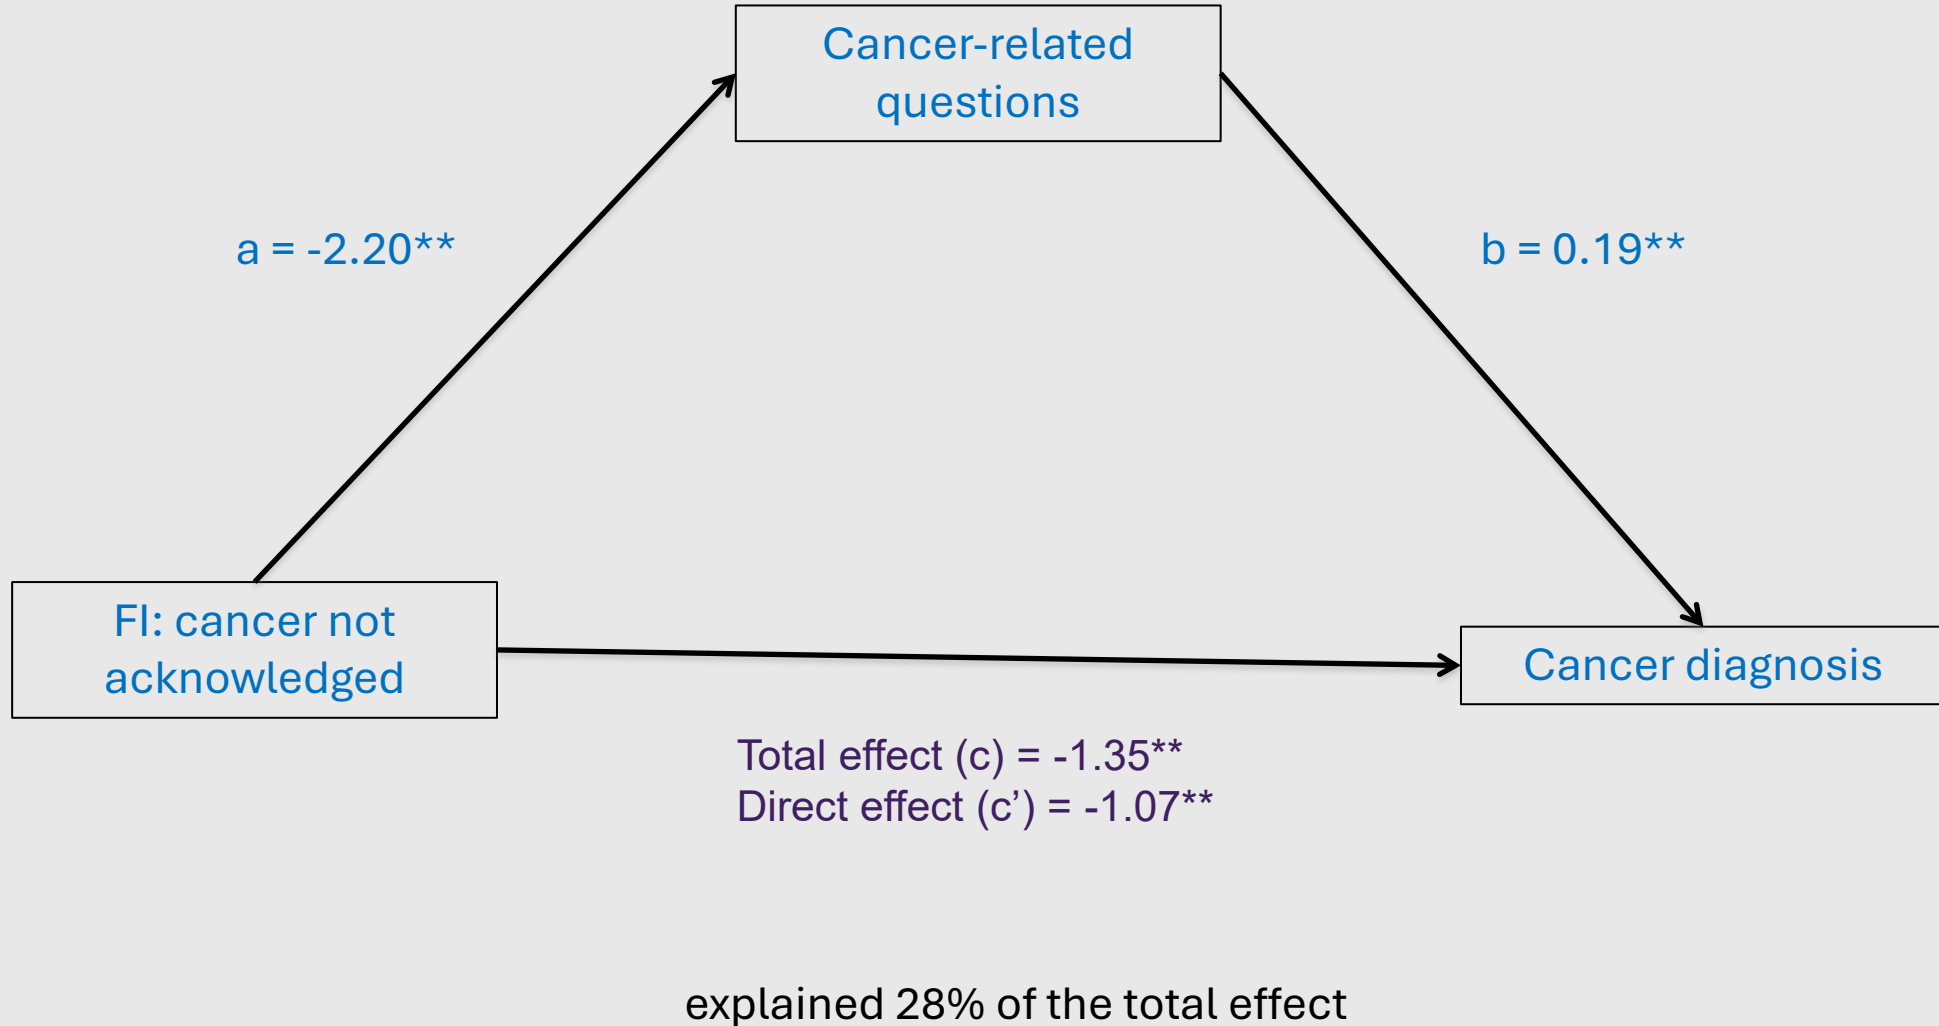 Cancer-related
questions
a = -2.20**
b = 0.19**
FI: cancer not
acknowledged
Cancer diagnosis
Total effect (c) = -1.35**
Direct effect (c’) = -1.07**
explained 28% of the total effect